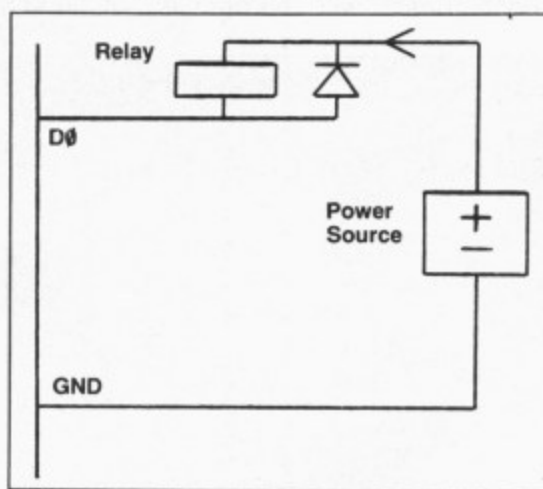 Relay
DØ
Power
Source
+
−
GND